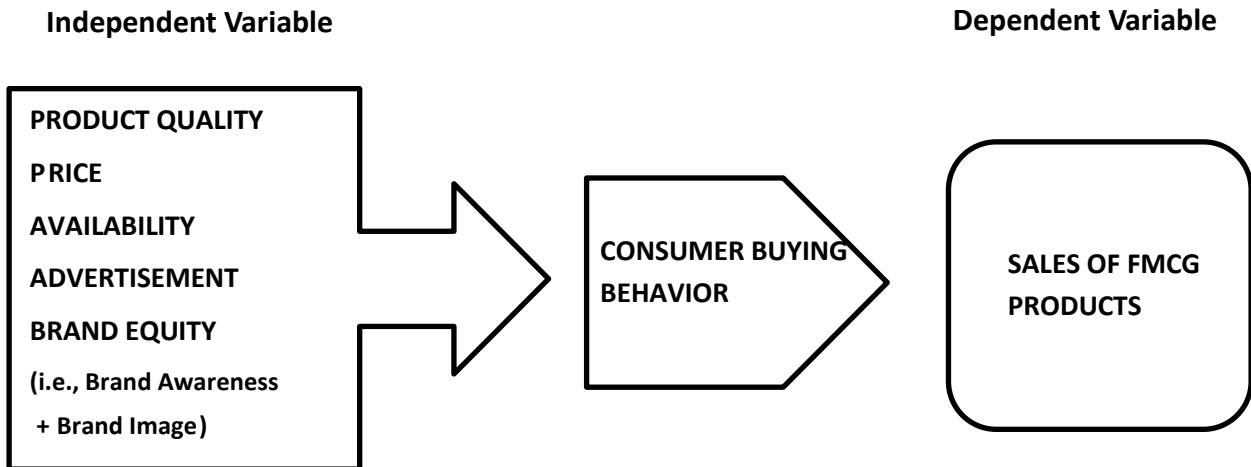 Independent Variable
Dependent Variable
PRODUCT QUALITY
PRICE
AVAILABILITY
ADVERTISEMENT
BRAND EQUITY
(i.e., Brand Awareness
+ Brand Image)
CONSUMER BUYING
BEHAVIOR
SALES OF FMCG
PRODUCTS